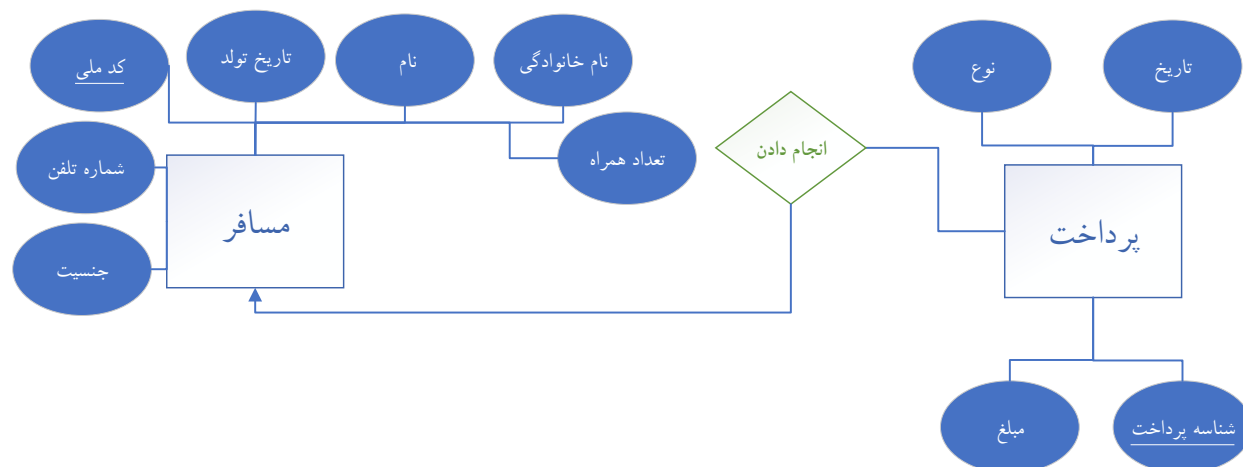 تاریخ
نوع
نام خانوادگی
نام
تاریخ تولد
کد ملی
انجام دادن
تعداد همراه
شماره تلفن
پرداخت
مسافر
جنسیت
شناسه پرداخت
مبلغ